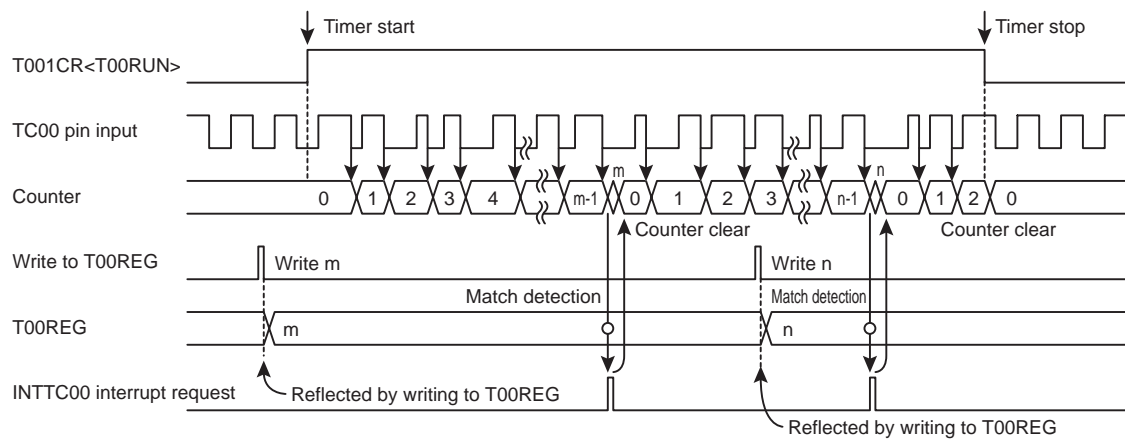 Timer start
Timer stop
T001CR<T00RUN>
TC00 pin input
m
n
Counter
0 1 2 3 4 m-1 0 1 2 3 n-1 0 1 2 0
Counter clear
Counter clear
Write to T00REG
Write m
Write n
Match detection
Match detection
T00REG
m
n
INTTC00 interrupt request
Reflected by writing to T00REG
Reflected by writing to T00REG